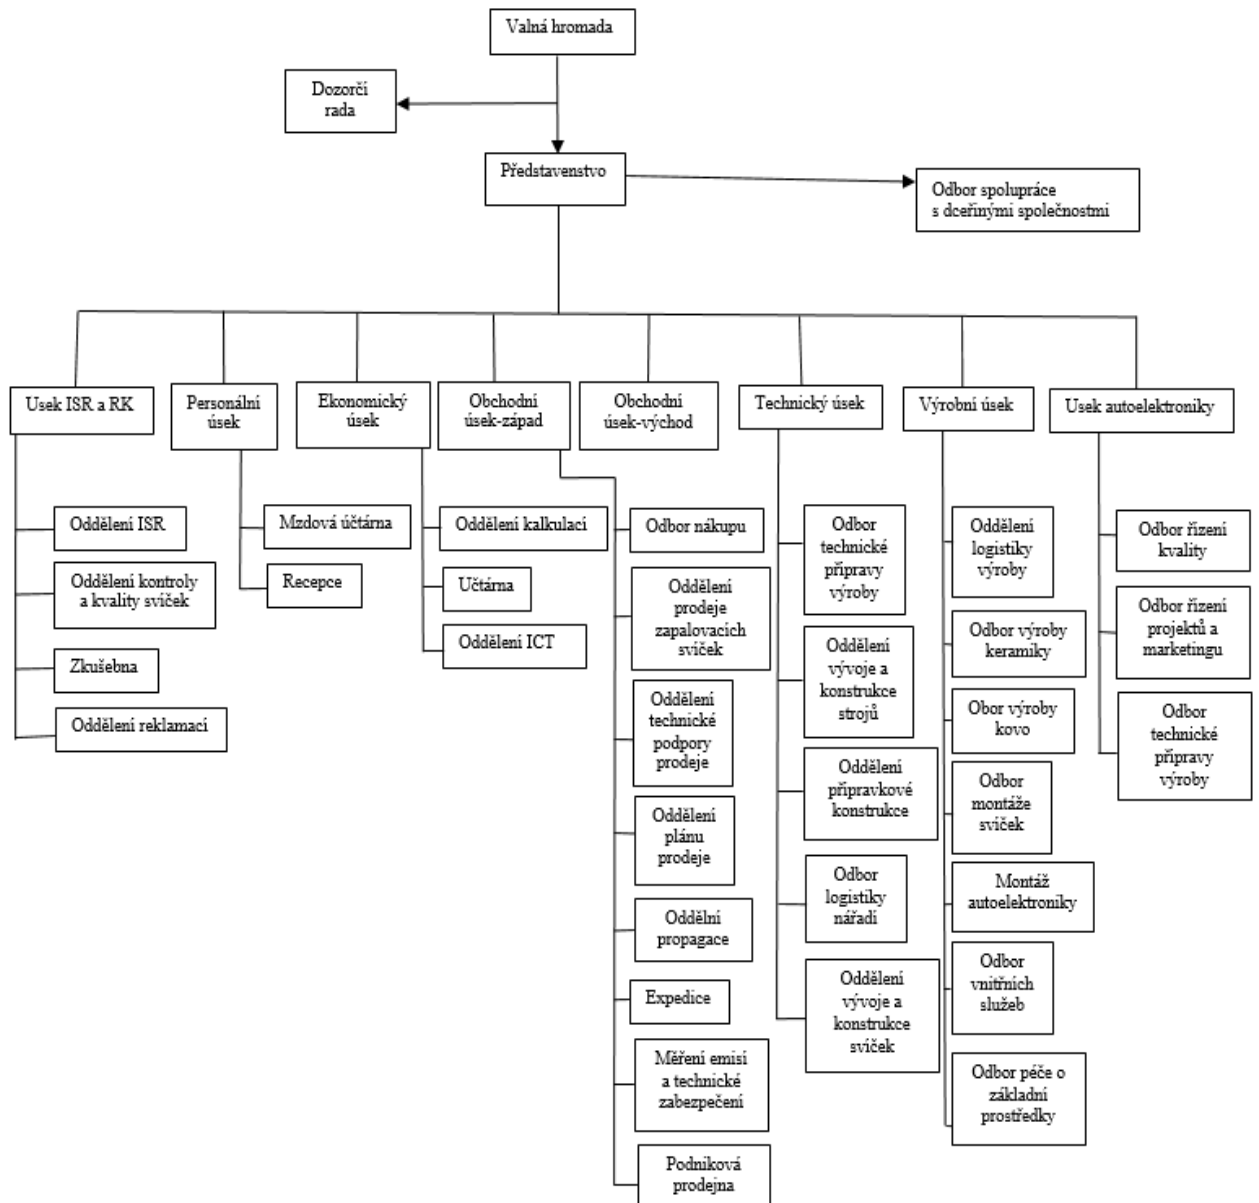 Valná hromada
Dozorčí
rada
Představenstvo
Odbor spolupráce
s dceřinými společnostmi
Usek ISR a RK
Personální
úsek
Ekonomický
úsek
Obchodní
úsek-západ
Obchodní
úsek-východ
Technický úsek
Výrobní úsek
Usek autoelektroniky
Oddělení ISR
Oddělení kontroly
a kvality svíček
Zkušebna
Oddělení reklamací
Mzdová účtárna
Recepce
Oddělení kalkulací
Učtárna
Oddělení ICT
Odbor nákupu
Oddělení
prodeje
zapalovacích
svíček
Oddělení
technické
podpory
prodeje
Oddělení
plánu
prodeje
Oddělní
propagace
Expedice
Měření emisí
a technické
zabezpečení
Podniková
prodejna
Odbor
technické
přípravy
výroby
Oddělení
vývoje a
konstrukce
strojů
Oddělení
přípravkové
konstrukce
Odbor
logistiky
nářadí
Oddělení
vývoje a
konstrukce
svíček
Oddělení
logistiky
výroby
Odbor výroby
keramiky
Obor výroby
kovo
Odbor
montáže
svíček
Montáž
autoelektroniky
Odbor
vnitřních
služeb
Odbor péče o
základní
prostředky
Odbor řízení
kvality
Odbor řízení
projektů a
marketingu
Odbor
technické
přípravy
výroby